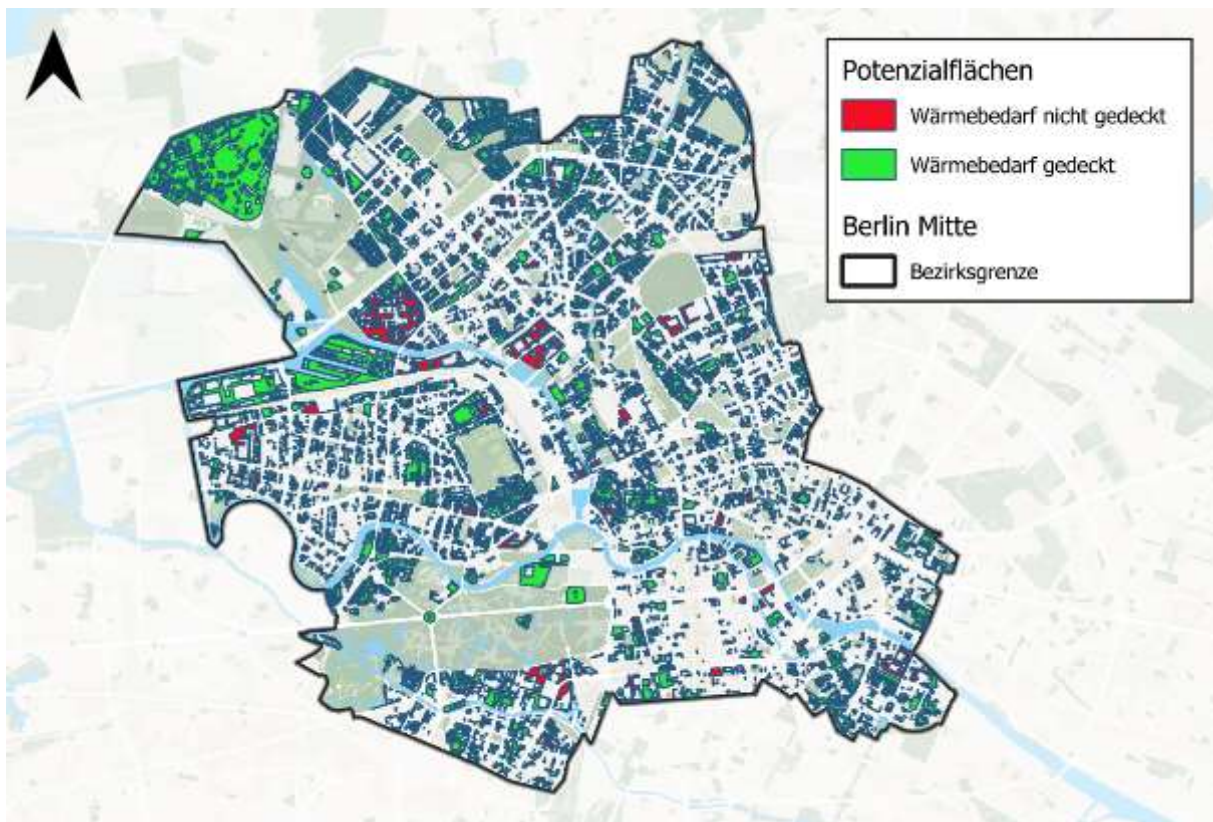 Potenzialflächen
Wärmebedarf nicht gedeckt
Wärmebedarf gedeckt
Berlin Mitte
Bezirksgrenze